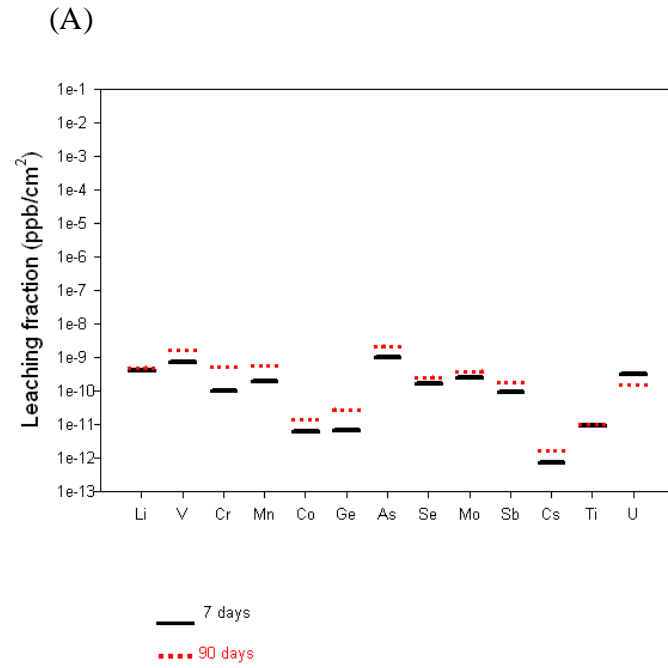 (A)
Leaching fraction (ppb/cm²)
1e-1
1e-2
1e-3
1e-4
1e-5
1e-6
1e-7
1e-8
1e-9
1e-10
1e-11
1e-12
1e-13
Li V Cr Mn Co Ge As Se Mo Sb Cs Ti U
7 days
90 days